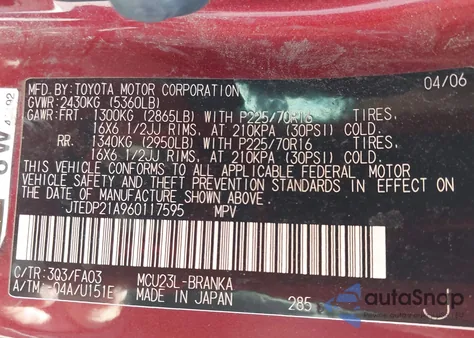 MFD. BY: TOYOTA MOTOR CORPORATION 04/06
GVWR: 2430KG (5360LB)
GAWR: FRT. 1300KG (2865LB) WITH P225/70R16 TIRES,
16X6 1/2JJ RIMS, AT 210KPA (30PSI) COLD.
RR. 1340KG (2950LB) WITH P225/70R16 TIRES,
16X6 1/2JJ RIMS, AT 210KPA (30PSI) COLD.
THIS VEHICLE CONFORMS TO ALL APPLICABLE FEDERAL MOTOR
VEHICLE SAFETY AND THEFT PREVENTION STANDARDS IN EFFECT ON
THE DATE OF MANUFACTURE SHOWN ABOVE.
JTEDP21A960117595 MPV
C/TR: 3Q3/FA03 MCU23L-BRANKA
A/TM: -04A/U151E MADE IN JAPAN 285
J
autoSnap